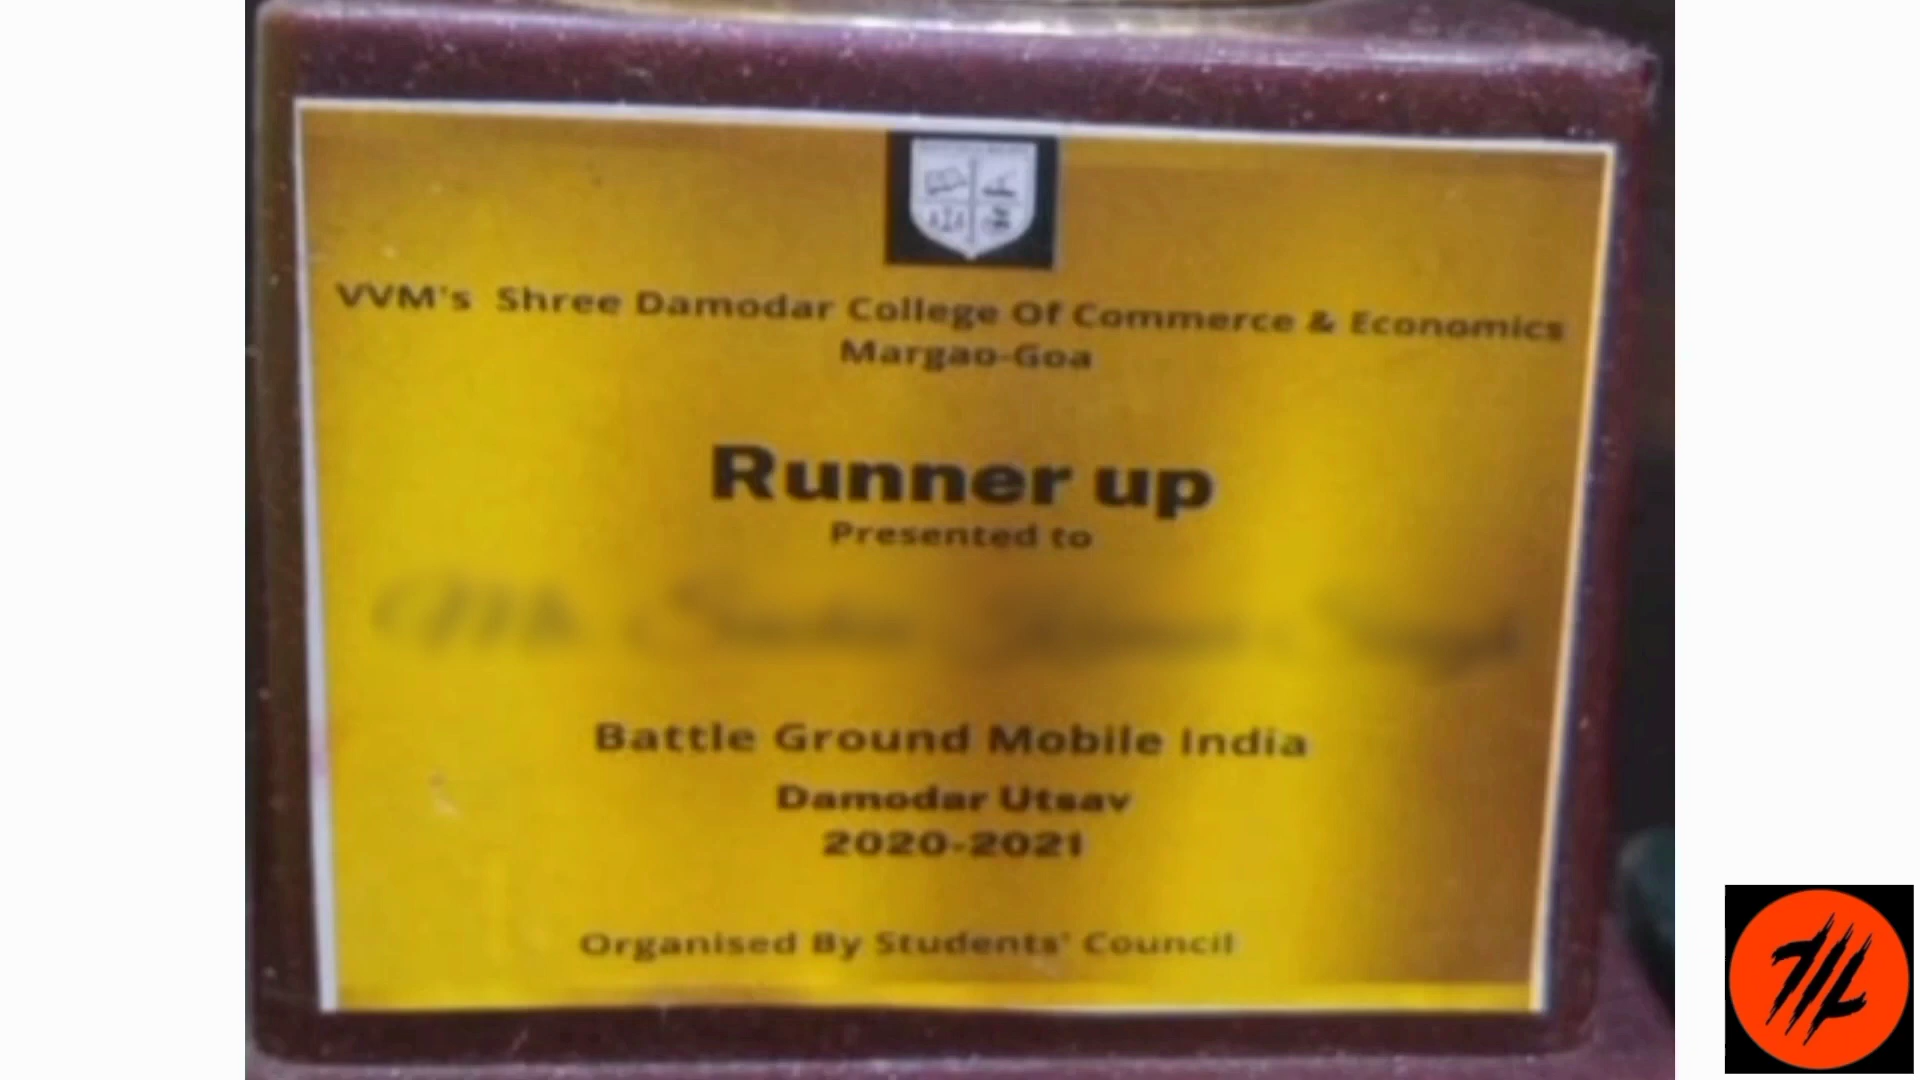 VVM's Shree Damodar College Of Commerce & Economics
Margao-Goa
Runner up
Presented to
Battle Ground Mobile India
Damodar Utsav
2020-2021
Organised By Students' Council